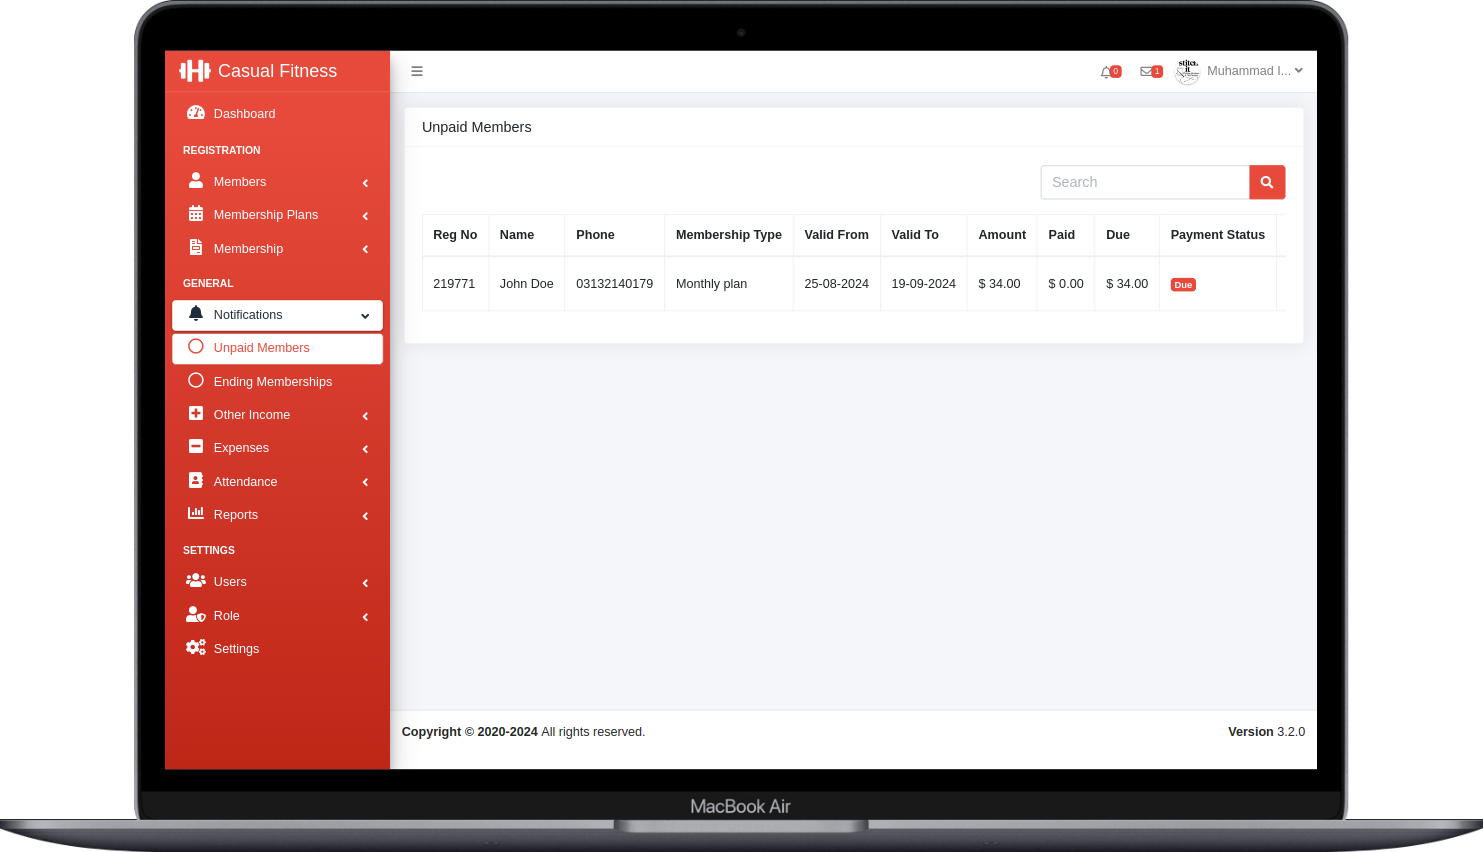 Casual Fitness
0
1
Muhammad I...
Dashboard
Unpaid Members
REGISTRATION
Members
Search
Membership Plans
Membership
Reg No Name Phone Membership Type Valid From Valid To Amount Paid Due Payment Status
219771 John Doe 03132140179 Monthly plan 25-08-2024 19-09-2024 $ 34.00 $ 0.00 $ 34.00 Due
GENERAL
Notifications
Unpaid Members
Ending Memberships
Other Income
Expenses
Attendance
Reports
SETTINGS
Users
Role
Settings
Copyright © 2020-2024 All rights reserved.
Version 3.2.0
MacBook Air